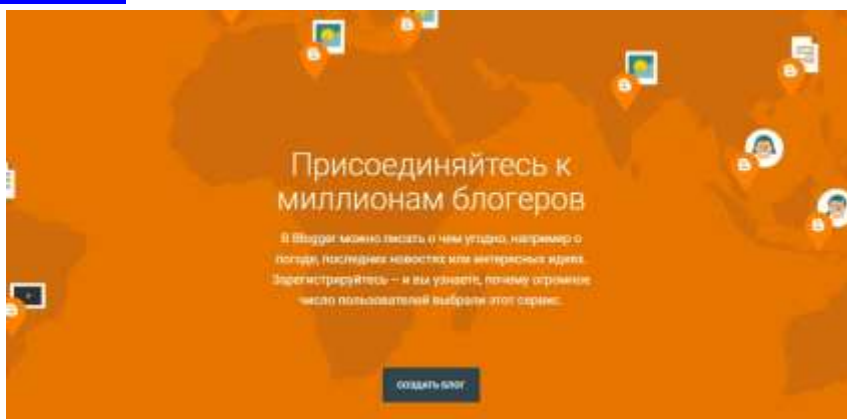 Присоединяйтесь к
миллионам блогеров
В Blogger можно писать о чем угодно, например о
погоде, последних новостях или интересных идеях.
Зарегистрируйтесь – и вы узнаете, почему огромное
число пользователей выбрали этот сервис.
СОЗДАТЬ БЛОГ